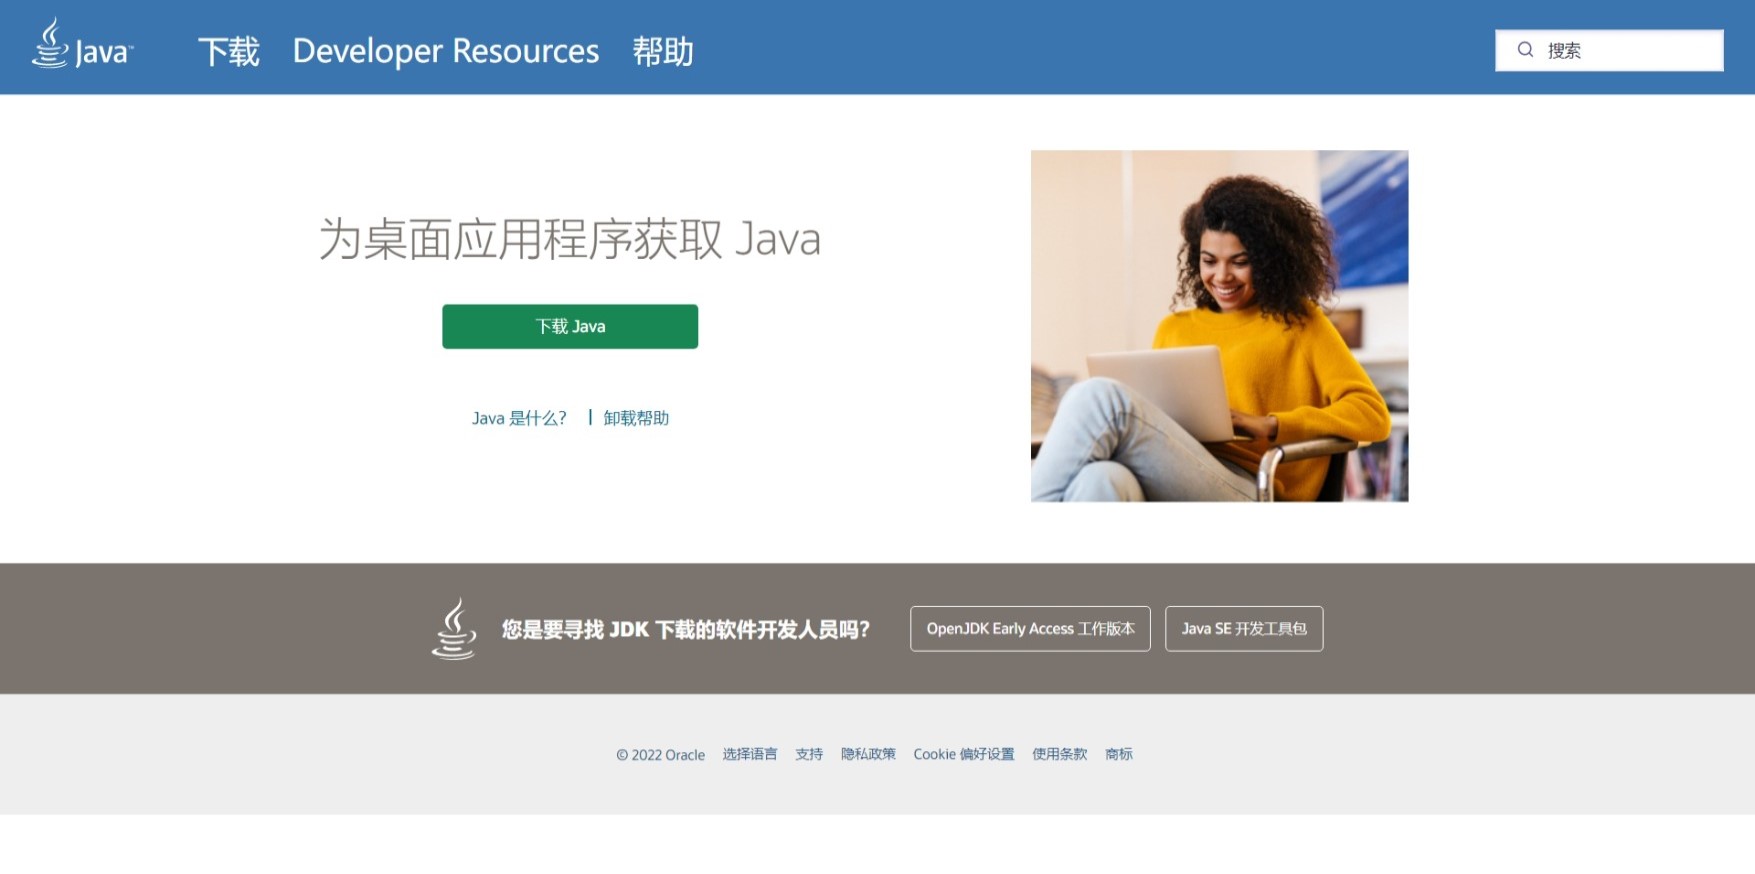 Java™ 下载 Developer Resources 帮助 搜索
为桌面应用程序获取 Java
下载 Java
Java 是什么? | 卸载帮助
您是要寻找 JDK 下载的软件开发人员吗? OpenJDK Early Access 工作版本 Java SE 开发工具包
© 2022 Oracle 选择语言 支持 隐私政策 Cookie 偏好设置 使用条款 商标